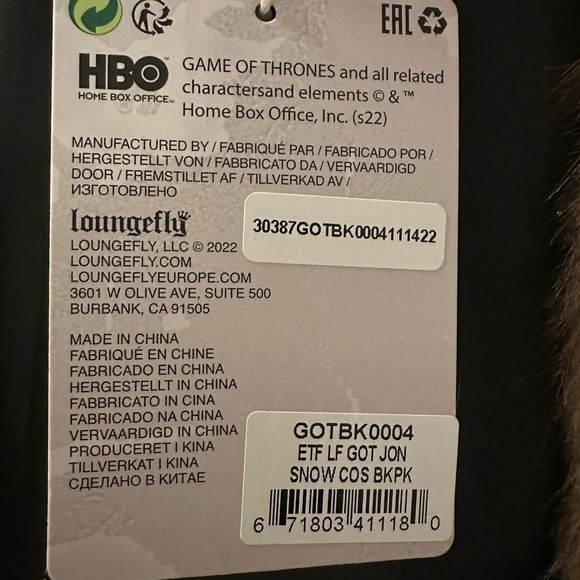 EAC
HBO™
HOME BOX OFFICE™
GAME OF THRONES and all related
charactersand elements © & ™
Home Box Office, Inc. (s22)
MANUFACTURED BY / FABRIQUÉ PAR / FABRICADO POR /
HERGESTELLT VON / FABBRICATO DA / VERVAARDIGD
DOOR / FREMSTILLET AF / TILLVERKAD AV /
ИЗГОТОВЛЕНО
loungefly
LOUNGEFLY, LLC © 2022
LOUNGEFLY.COM
LOUNGEFLYEUROPE.COM
3601 W OLIVE AVE, SUITE 500
BURBANK, CA 91505
30387GOTBK0004111422
MADE IN CHINA
FABRIQUÉ EN CHINE
FABRICADO EN CHINA
HERGESTELLT IN CHINA
FABBRICATO IN CINA
FABRICADO NA CHINA
VERVAARDIGD IN CHINA
PRODUCERET I KINA
TILLVERKAT I KINA
СДЕЛАНО В КИТАЕ
GOTBK0004
ETF LF GOT JON
SNOW COS BKPK
6 71803 41118 0